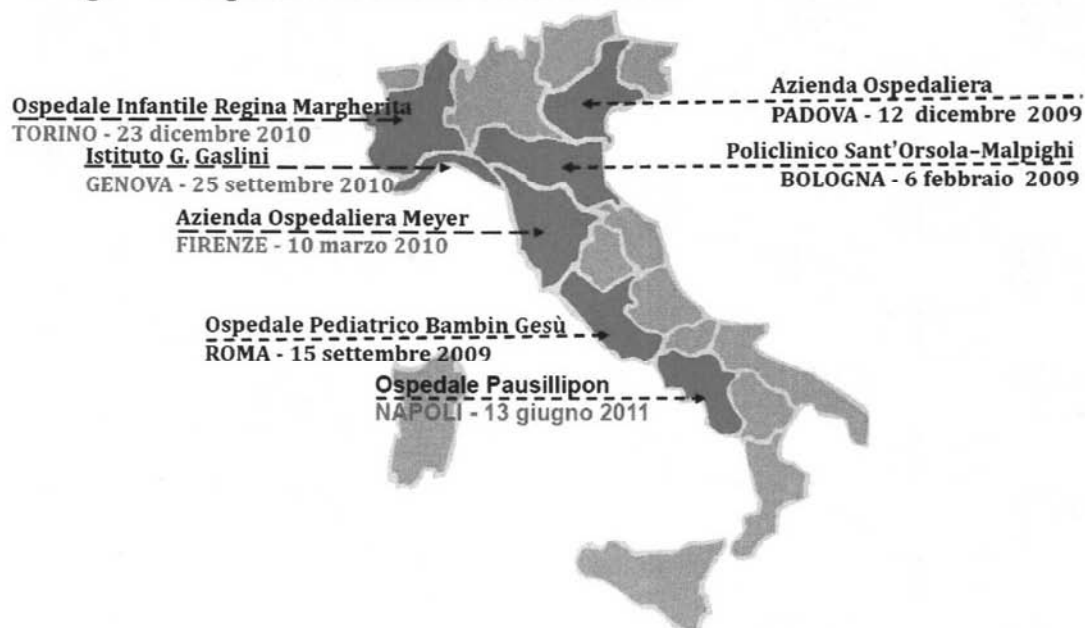 Ospedale Infantile Regina Margherita
TORINO - 23 dicembre 2010
Istituto G. Gaslini
GENOVA - 25 settembre 2010
Azienda Ospedaliera Meyer
FIRENZE - 10 marzo 2010
Ospedale Pediatrico Bambin Gesù
ROMA - 15 settembre 2009
Ospedale Pausillipon
NAPOLI - 13 giugno 2011
Azienda Ospedaliera
PADOVA - 12 dicembre 2009
Policlinico Sant'Orsola-Malpighi
BOLOGNA - 6 febbraio 2009